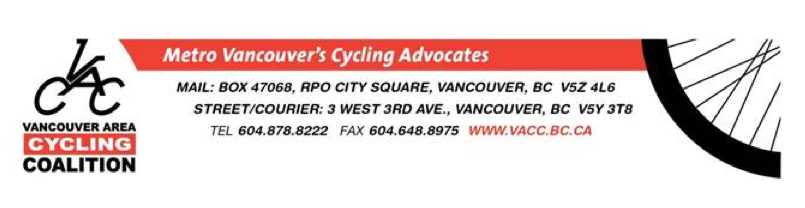 Metro Vancouver's Cycling Advocates
MAIL: BOX 47068, RPO CITY SQUARE, VANCOUVER, BC V5Z 4L6
STREET/COURIER: 3 WEST 3RD AVE., VANCOUVER, BC V5Y 3T8
TEL 604.878.8222 FAX 604.648.8975 WWW.VACC.BC.CA
VAC
VANCOUVER AREA
CYCLING
COALITION